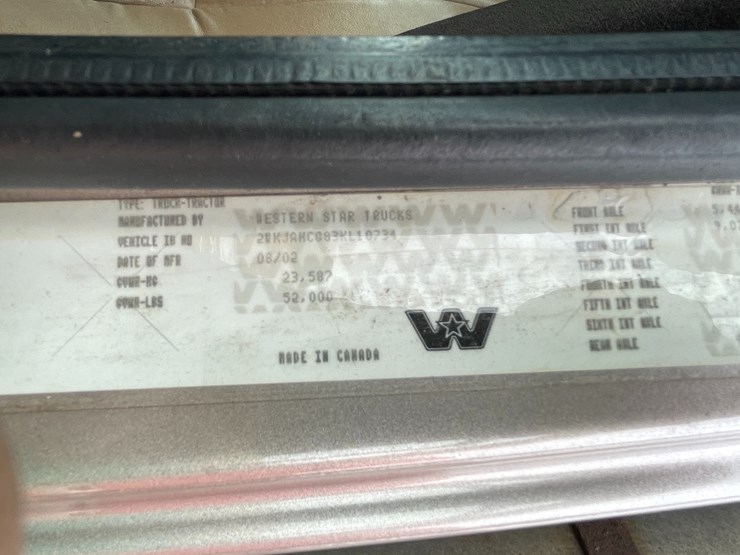 TYPE: TRUCK-TRACTOR
MANUFACTURED BY WESTERN STAR TRUCKS
VEHICLE ID NO
DATE OF MFD 08/02
GVWR-KG 23,587
GVWR-LBS 52,000
MADE IN CANADA
FRONT AXLE
FIRST INT AXLE
SECOND INT AXLE
THIRD INT AXLE
FOURTH INT AXLE
FIFTH INT AXLE
SIXTH INT AXLE
REAR AXLE